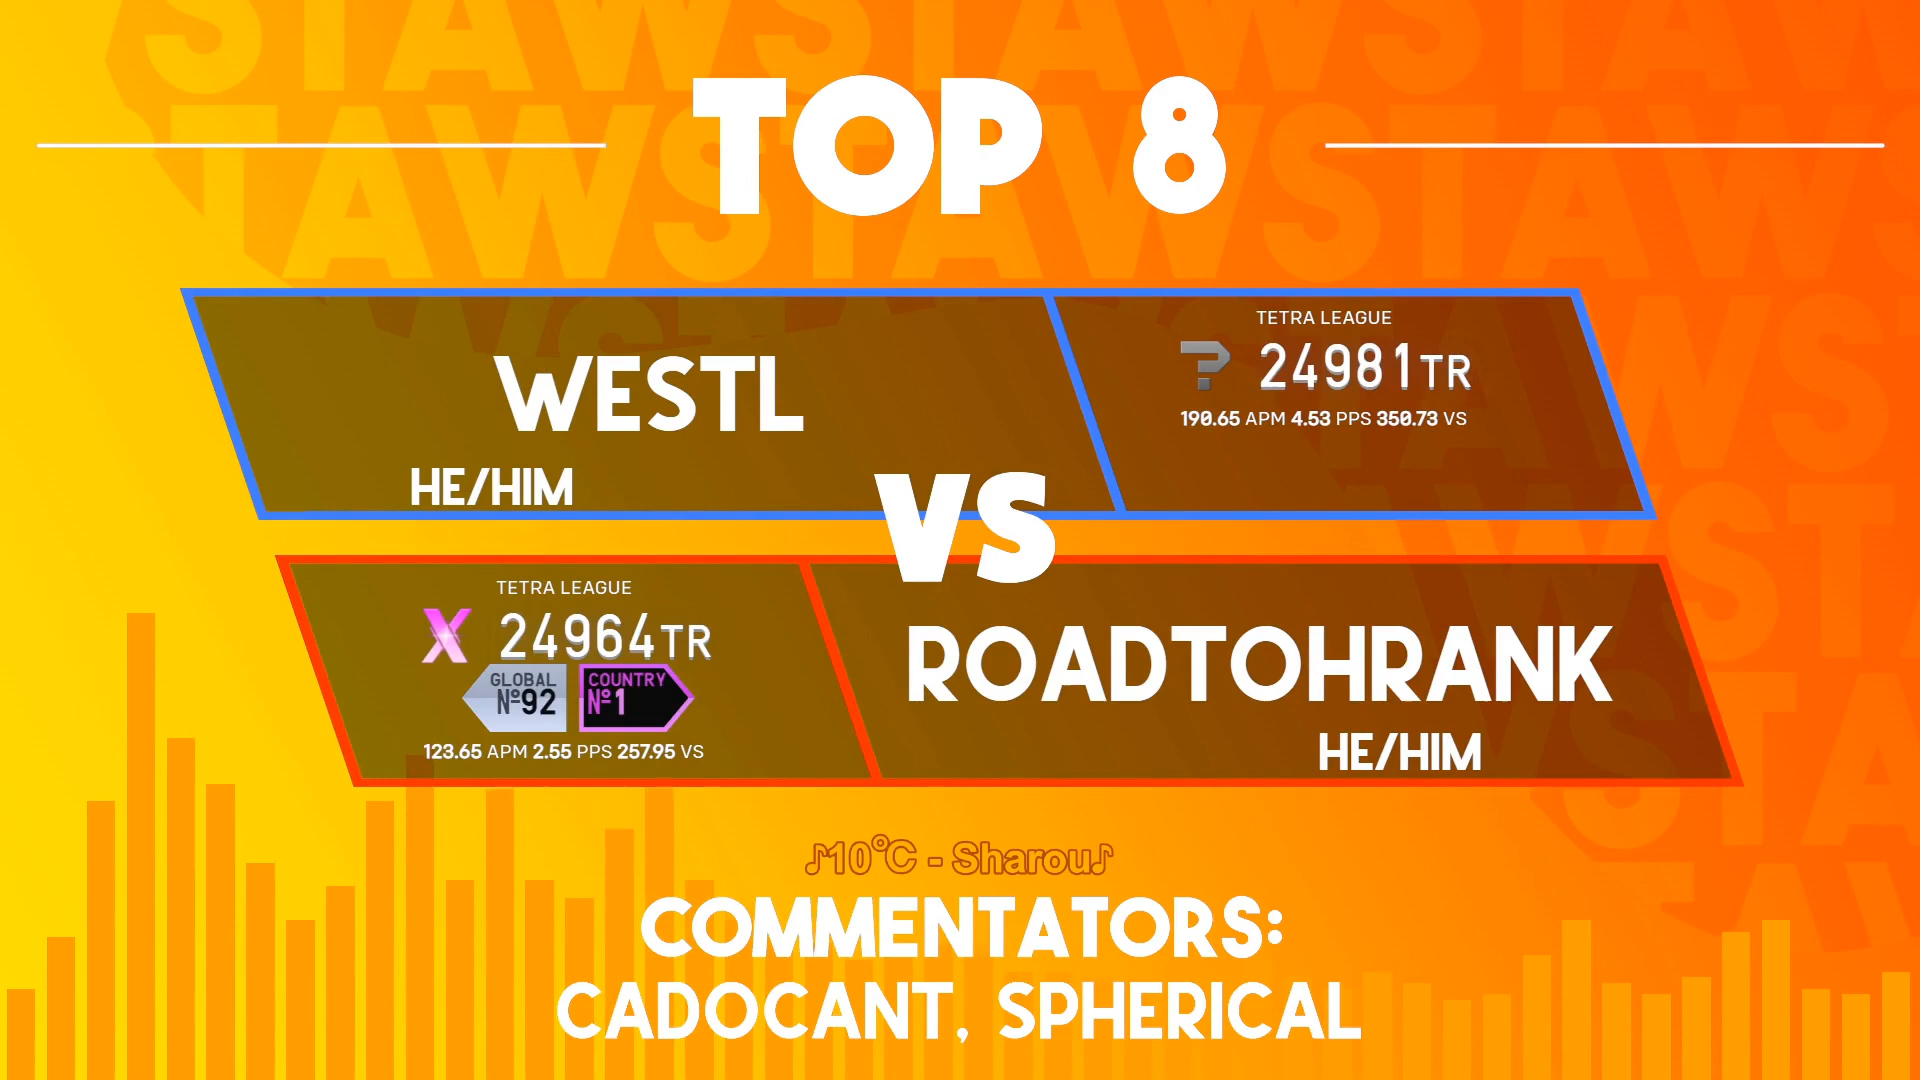 TOP 8
WESTL
HE/HIM
TETRA LEAGUE
? 24981TR
190.65 APM 4.53 PPS 350.73 VS
VS
TETRA LEAGUE
X 24964TR
GLOBAL
№92
COUNTRY
№1
123.65 APM 2.55 PPS 257.95 VS
ROADTOHRANK
HE/HIM
♪10°C - Sharou♪
COMMENTATORS:
CADOCANT, SPHERICAL